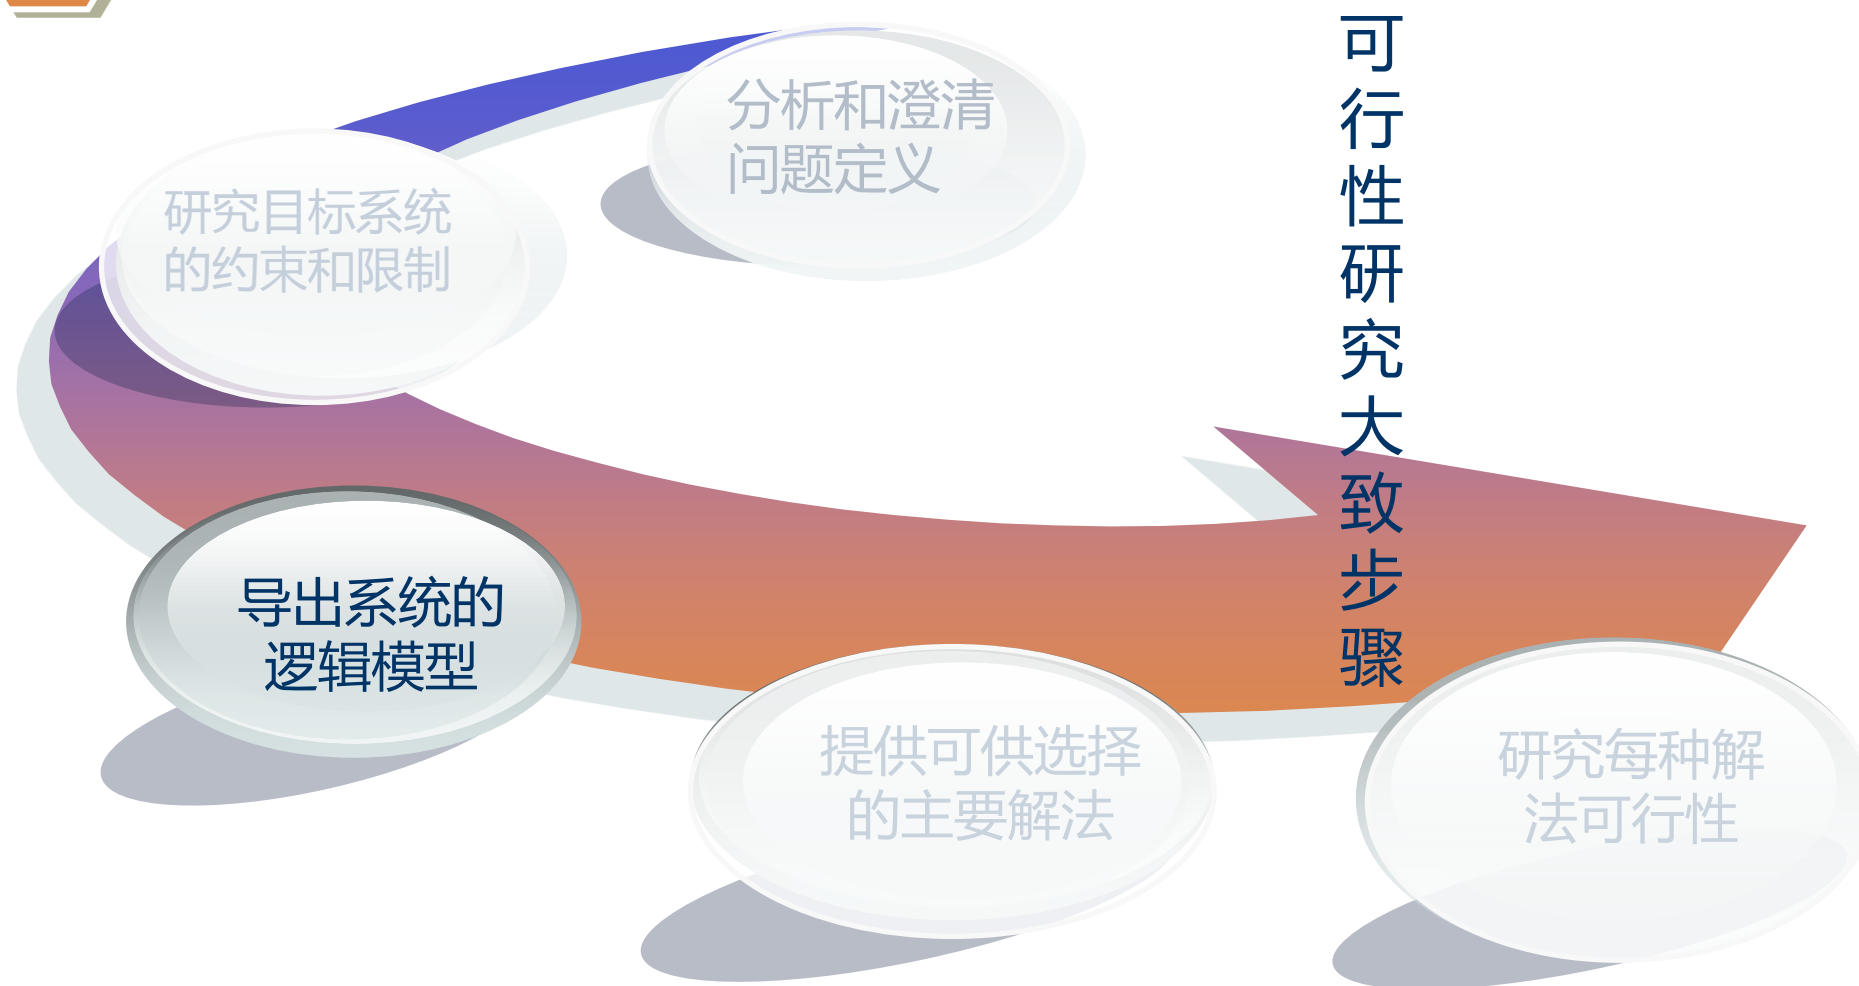 可行性研究大致步骤
分析和澄清
问题定义
研究目标系统
的约束和限制
导出系统的
逻辑模型
提供可供选择
的主要解法
研究每种解
法可行性